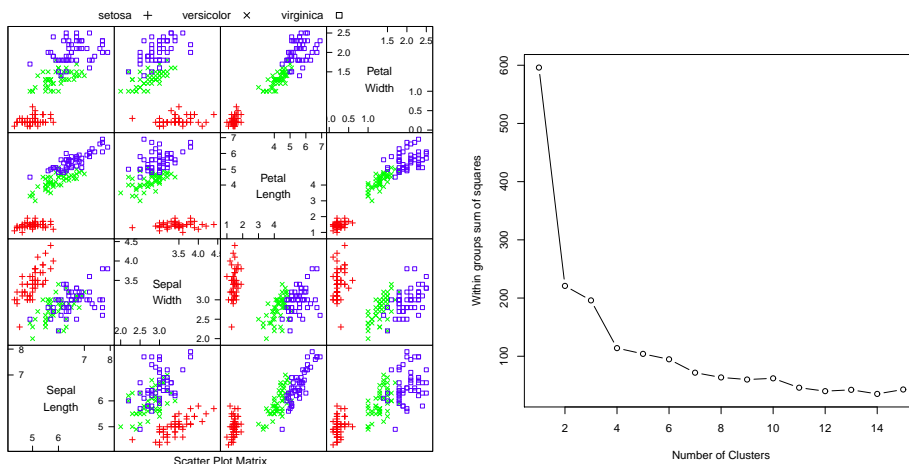 setosa + versicolor × virginica □
1.5 2.0 2.5
2.5
2.0
1.5
Petal
Width
1.0
0.5
0.0
0.0 0.5 1.0
7
6
5
4
4 5 6 7
Petal
Length
4
3
2
1
1 2 3 4
4.5
4.0
3.5
3.5 4.0 4.5
Sepal
Width
3.0
2.5
2.0
2.0 2.5 3.0
8
7
7 8
Sepal
Length
6
5
5 6
Scatter Plot Matrix
Within groups sum of squares
600
500
400
300
200
100
2 4 6 8 10 12 14
Number of Clusters